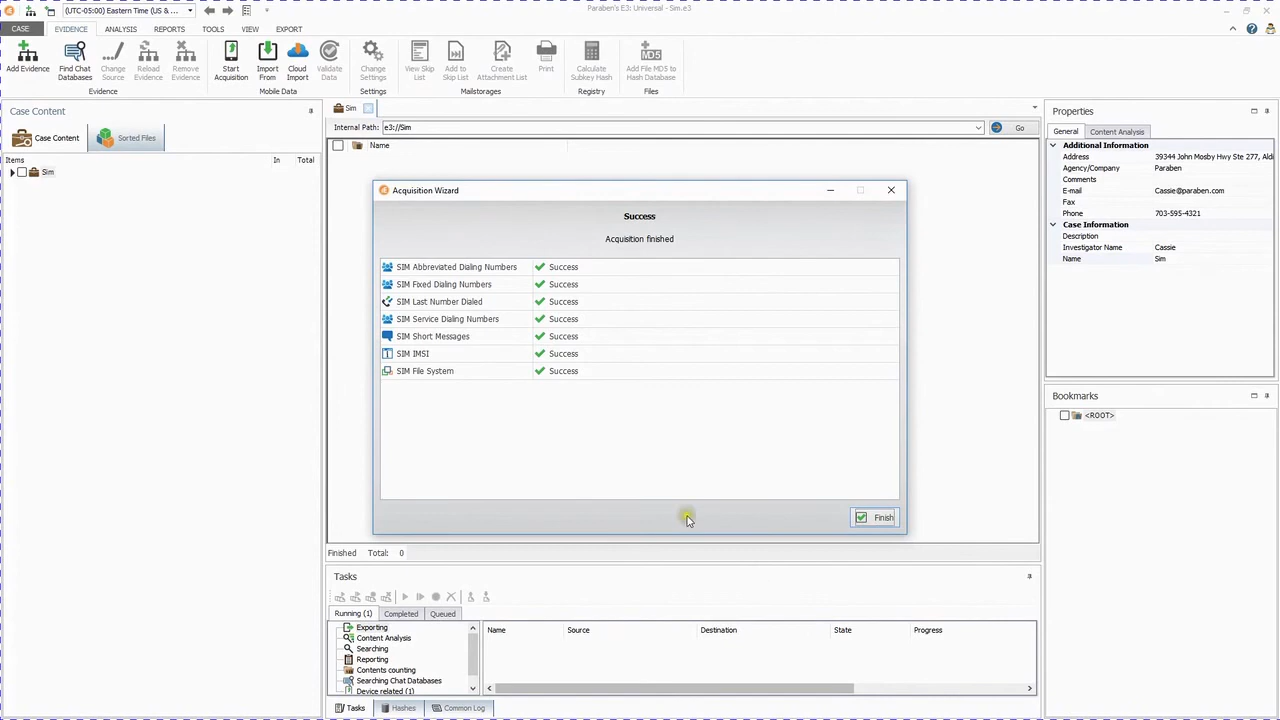 (UTC-05:00) Eastern Time (US & ...
Paraben's E3: Universal - Sim.e3
CASE EVIDENCE ANALYSIS REPORTS TOOLS VIEW EXPORT
Add Evidence
Find Chat Databases
Change Source
Reload Evidence
Remove Evidence
Start Acquisition
Import From
Cloud Import
Validate Data
Change Settings
View Skip List
Add to Skip List
Create Attachment List
Print
Calculate Subkey Hash
Add File MD5 to Hash Database
Evidence Mobile Data Settings Mailstorages Registry Files
Case Content
Case Content Sorted Files
Items In Total
Sim
Sim
Internal Path: e3://Sim Go
Name
Acquisition Wizard
Success
Acquisition finished
SIM Abbreviated Dialing Numbers Success
SIM Fixed Dialing Numbers Success
SIM Last Number Dialed Success
SIM Service Dialing Numbers Success
SIM Short Messages Success
SIM IMSI Success
SIM File System Success
Finish
Finished Total: 0
Tasks
Running (1) Completed Queued
Exporting
Content Analysis
Searching
Reporting
Contents counting
Searching Chat Databases
Device related (1)
Name Source Destination State Progress
Tasks Hashes Common Log
Properties
General Content Analysis
Additional Information
Address 39344 John Mosby Hwy Ste 277, Aldi
Agency/Company Paraben
Comments
E-mail Cassie@paraben.com
Fax
Phone 703-595-4321
Case Information
Description
Investigator Name Cassie
Name Sim
Bookmarks
<ROOT>